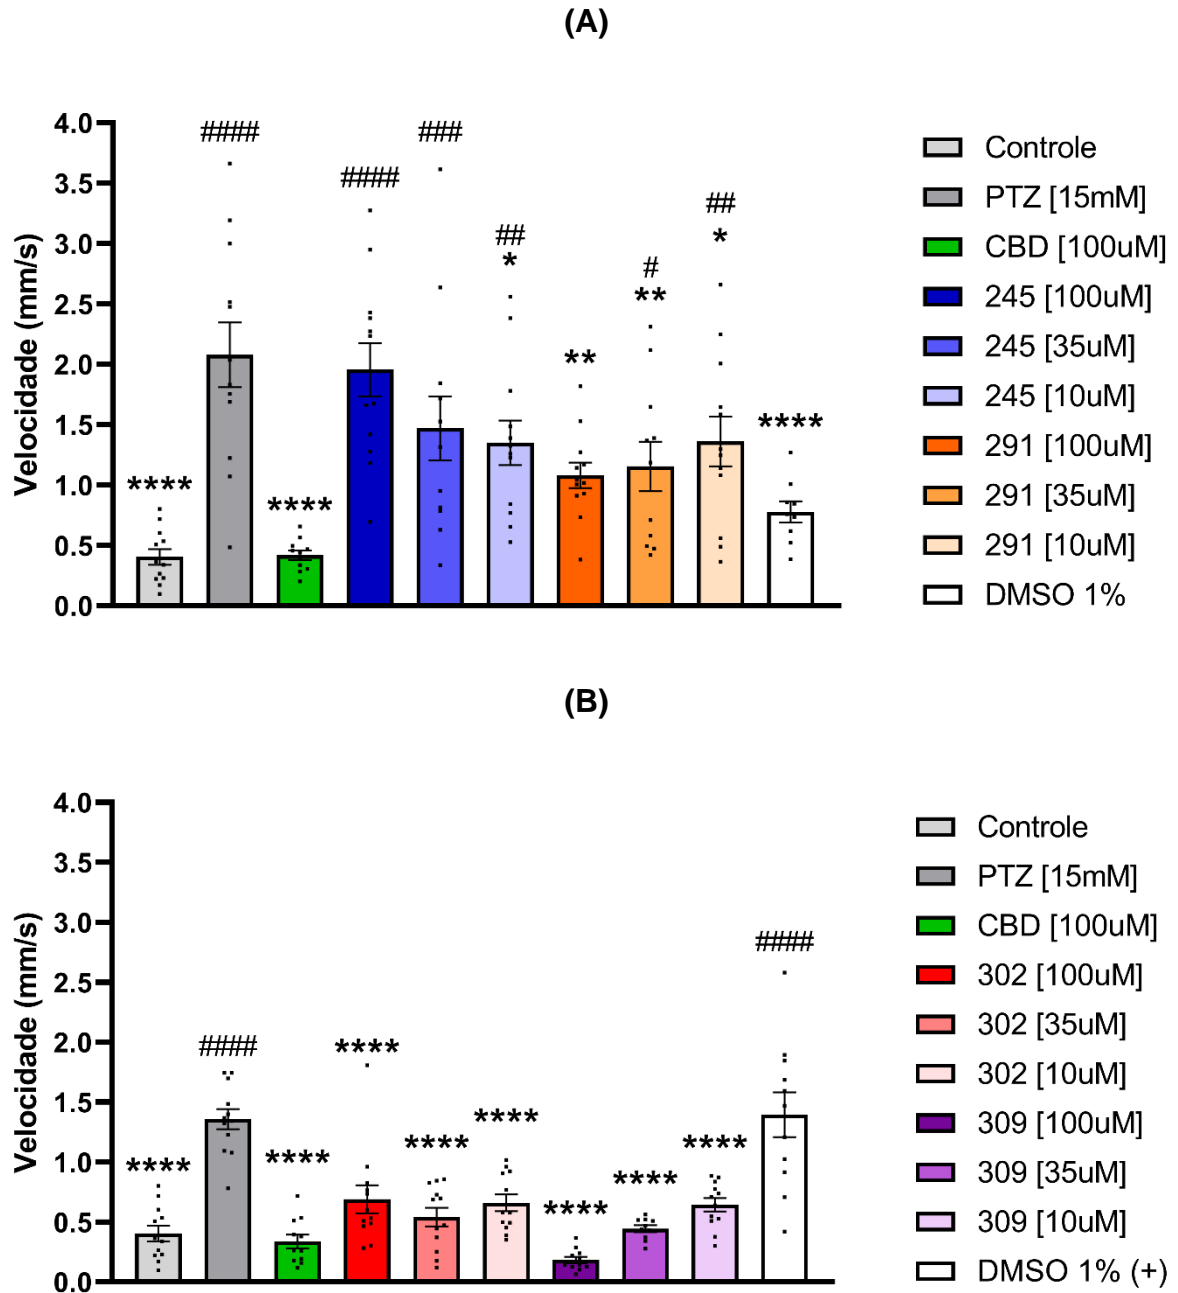 (A)
Velocidade (mm/s)
4.0
3.5
3.0
2.5
2.0
1.5
1.0
0.5
0.0
****
####
****
####
###
##
*
**
#
**
##
*
****
Controle
PTZ [15mM]
CBD [100uM]
245 [100uM]
245 [35uM]
245 [10uM]
291 [100uM]
291 [35uM]
291 [10uM]
DMSO 1%
(B)
Velocidade (mm/s)
4.0
3.5
3.0
2.5
2.0
1.5
1.0
0.5
0.0
****
####
****
****
****
****
****
****
****
####
Controle
PTZ [15mM]
CBD [100uM]
302 [100uM]
302 [35uM]
302 [10uM]
309 [100uM]
309 [35uM]
309 [10uM]
DMSO 1% (+)